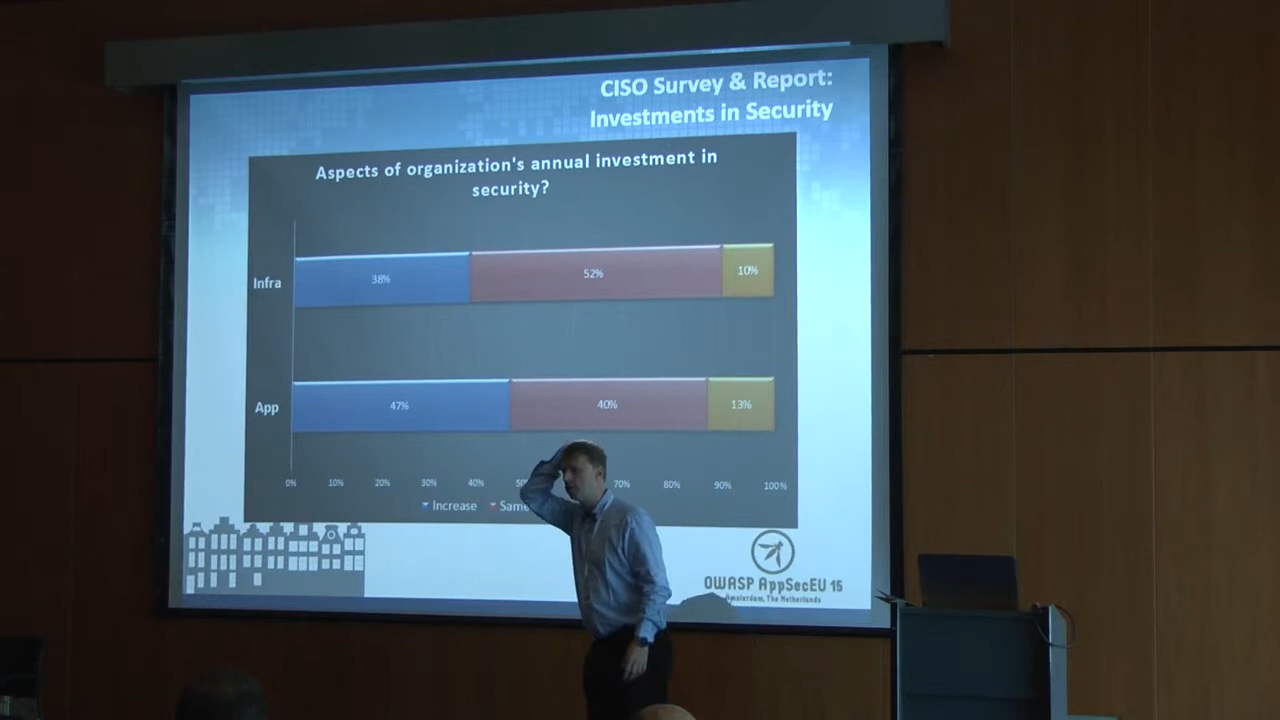 CISO Survey & Report:
Investments in Security
Aspects of organization's annual investment in
security?
Infra
38%
52%
10%
App
47%
40%
13%
0% 10% 20% 30% 40% 70% 80% 90% 100%
Increase Same
OWASP AppSecEU 15
Amsterdam, The Netherlands